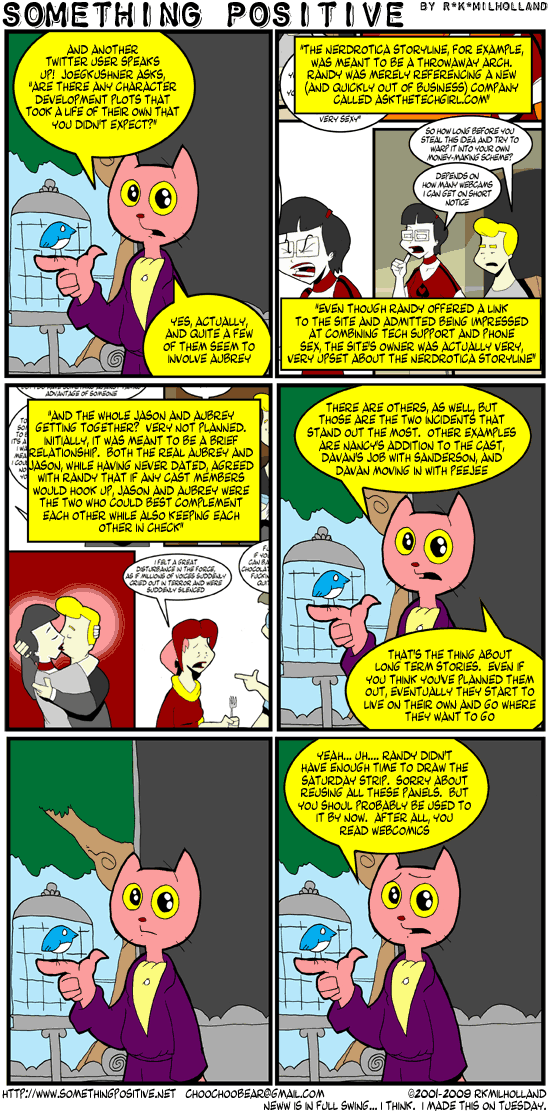 SOMETHING POSITIVE BY R*K*MILHOLLAND
AND ANOTHER
TWITTER USER SPEAKS
UP! JOEGKUSHNER ASKS,
"ARE THERE ANY CHARACTER
DEVELOPMENT PLOTS THAT
TOOK A LIFE OF THEIR OWN THAT
YOU DIDN'T EXPECT?"
YES, ACTUALLY,
AND QUITE A FEW
OF THEM SEEM TO
INVOLVE AUBREY
"THE NERDROTICA STORYLINE, FOR EXAMPLE,
WAS MEANT TO BE A THROWAWAY ARCH.
RANDY WAS MERELY REFERENCING A NEW
(AND QUICKLY OUT OF BUSINESS) COMPANY
CALLED ASKTHETECHGIRL.COM"
VERY SEXY"
SO HOW LONG BEFORE YOU
STEAL THIS IDEA AND TRY TO
WARP IT INTO YOUR OWN
MONEY-MAKING SCHEME?
DEPENDS ON
HOW MANY WEBCAMS
I CAN GET ON SHORT
NOTICE
"EVEN THOUGH RANDY OFFERED A LINK
TO THE SITE AND ADMITTED BEING IMPRESSED
AT COMBINING TECH SUPPORT AND PHONE
SEX, THE SITE'S OWNER WAS ACTUALLY VERY,
VERY UPSET ABOUT THE NERDROTICA STORYLINE"
ADVANTAGE OF SOMEONE
"AND THE WHOLE JASON AND AUBREY
GETTING TOGETHER? VERY NOT PLANNED.
INITIALLY, IT WAS MEANT TO BE A BRIEF
RELATIONSHIP. BOTH THE REAL AUBREY AND
JASON, WHILE HAVING NEVER DATED, AGREED
WITH RANDY THAT IF ANY CAST MEMBERS
WOULD HOOK UP, JASON AND AUBREY WERE
THE TWO WHO COULD BEST COMPLEMENT
EACH OTHER WHILE ALSO KEEPING EACH
OTHER IN CHECK"
I FELT A GREAT
DISTURBANCE IN THE FORCE,
AS IF MILLIONS OF VOICES SUDDENLY
CRIED OUT IN TERROR AND WERE
SUDDENLY SILENCED
THERE ARE OTHERS, AS WELL, BUT
THOSE ARE THE TWO INCIDENTS THAT
STAND OUT THE MOST. OTHER EXAMPLES
ARE NANCY'S ADDITION TO THE CAST,
DAVAN'S JOB WITH SANDERSON, AND
DAVAN MOVING IN WITH PEEJEE
THAT'S THE THING ABOUT
LONG TERM STORIES. EVEN IF
YOU THINK YOU'VE PLANNED THEM
OUT, EVENTUALLY THEY START TO
LIVE ON THEIR OWN AND GO WHERE
THEY WANT TO GO
YEAH... UH.... RANDY DIDN'T
HAVE ENOUGH TIME TO DRAW THE
SATURDAY STRIP. SORRY ABOUT
REUSING ALL THESE PANELS. BUT
YOU SHOUL PROBABLY BE USED TO
IT BY NOW. AFTER ALL, YOU
READ WEBCOMICS
HTTP://WWW.SOMETHINGPOSITIVE.NET CHOOCHOOBEAR@GMAIL.COM ©2001-2009 RKMILHOLLAND
NEWW IS IN FULL SWING... I THINK. I MADE THIS ON TUESDAY.